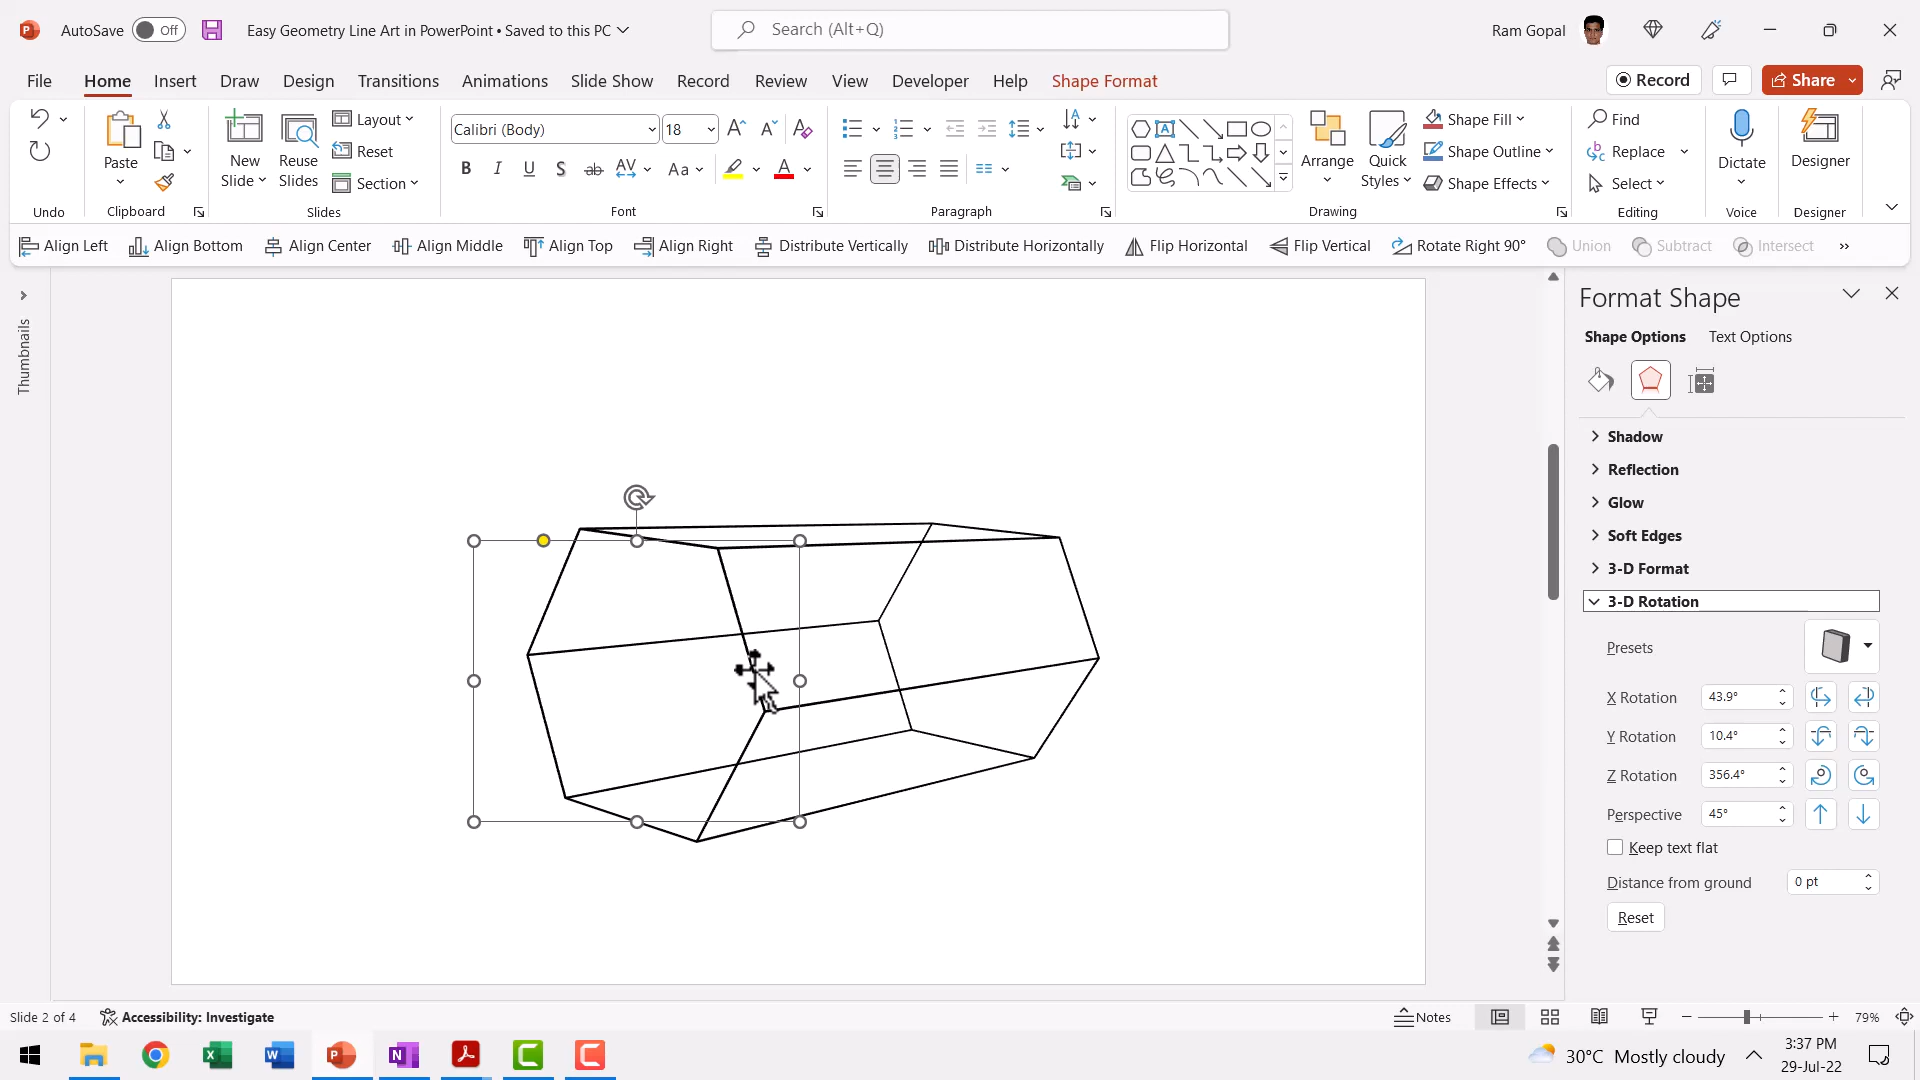 AutoSave Off Easy Geometry Line Art in PowerPoint • Saved to this PC Search (Alt+Q) Ram Gopal
File Home Insert Draw Design Transitions Animations Slide Show Record Review View Developer Help Shape Format Record Share
Undo
Paste
Clipboard
New Slide
Reuse Slides
Layout
Reset
Section
Slides
Calibri (Body) 18
B I U S ab AV Aa A
Font
Paragraph
Arrange
Quick Styles
Shape Fill
Shape Outline
Shape Effects
Drawing
Find
Replace
Select
Editing
Dictate
Voice
Designer
Designer
Align Left Align Bottom Align Center Align Middle Align Top Align Right Distribute Vertically Distribute Horizontally Flip Horizontal Flip Vertical Rotate Right 90° Union Subtract Intersect
Thumbnails
Format Shape
Shape Options Text Options
Shadow
Reflection
Glow
Soft Edges
3-D Format
3-D Rotation
Presets
X Rotation 43.9°
Y Rotation 10.4°
Z Rotation 356.4°
Perspective 45°
Keep text flat
Distance from ground 0 pt
Reset
Slide 2 of 4 Accessibility: Investigate Notes 79%
30°C Mostly cloudy 3:37 PM
29-Jul-22